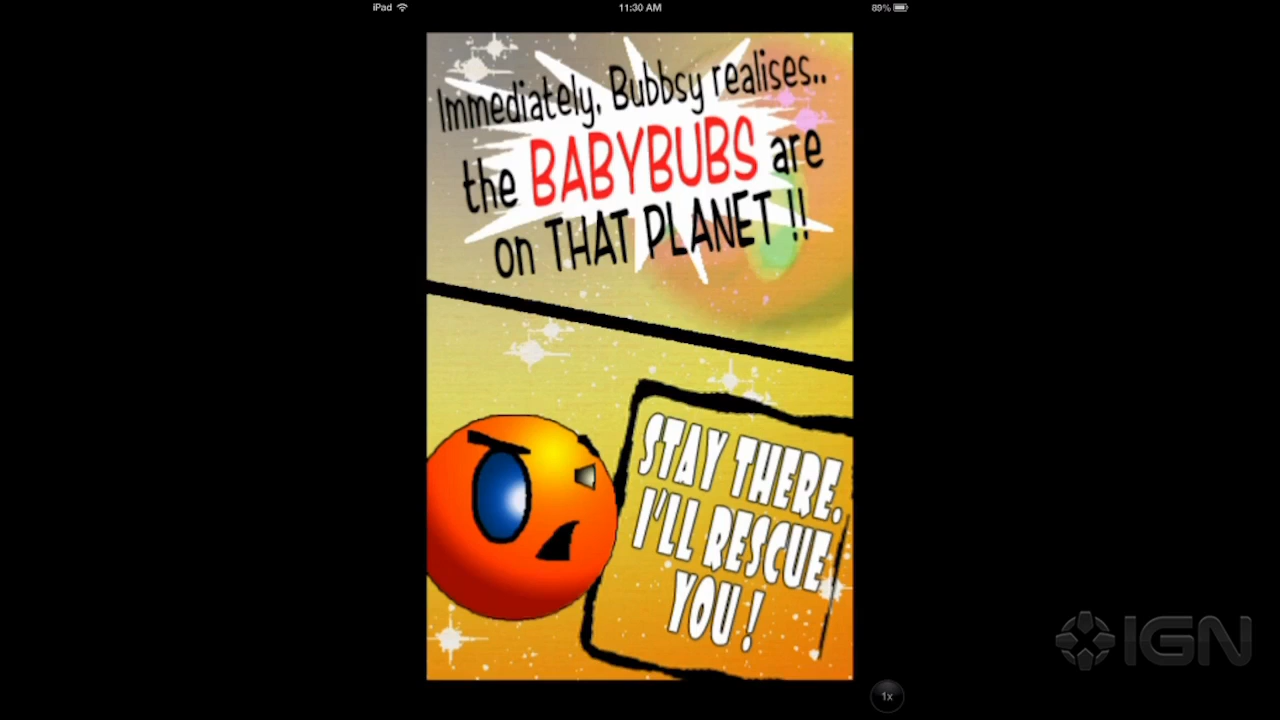 iPad 11:30 AM 89%
Immediately, Bubbsy realises..
the BABYBUBS are
on THAT PLANET !!
STAY THERE.
I'LL RESCUE
YOU !
IGN
1x